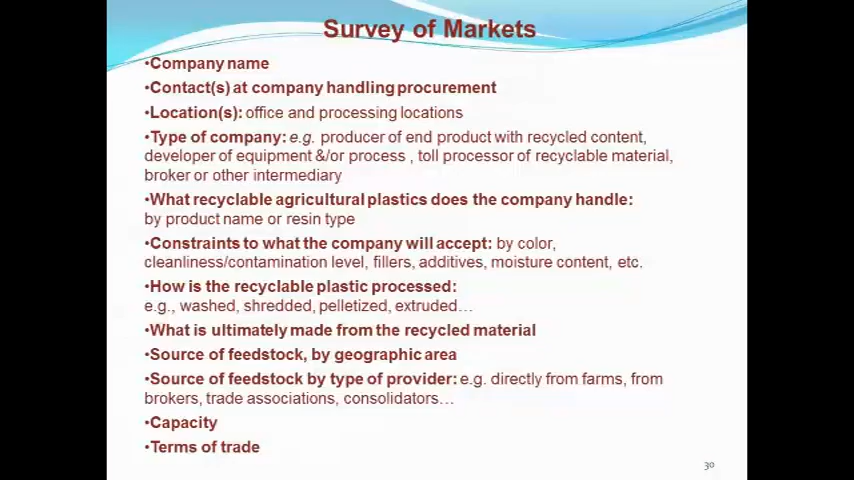 Survey of Markets
•Company name
•Contact(s) at company handling procurement
•Location(s): office and processing locations
•Type of company: e.g. producer of end product with recycled content,
developer of equipment &/or process , toll processor of recyclable material,
broker or other intermediary
•What recyclable agricultural plastics does the company handle:
by product name or resin type
•Constraints to what the company will accept: by color,
cleanliness/contamination level, fillers, additives, moisture content, etc.
•How is the recyclable plastic processed:
e.g., washed, shredded, pelletized, extruded…
•What is ultimately made from the recycled material
•Source of feedstock, by geographic area
•Source of feedstock by type of provider: e.g. directly from farms, from
brokers, trade associations, consolidators…
•Capacity
•Terms of trade
30